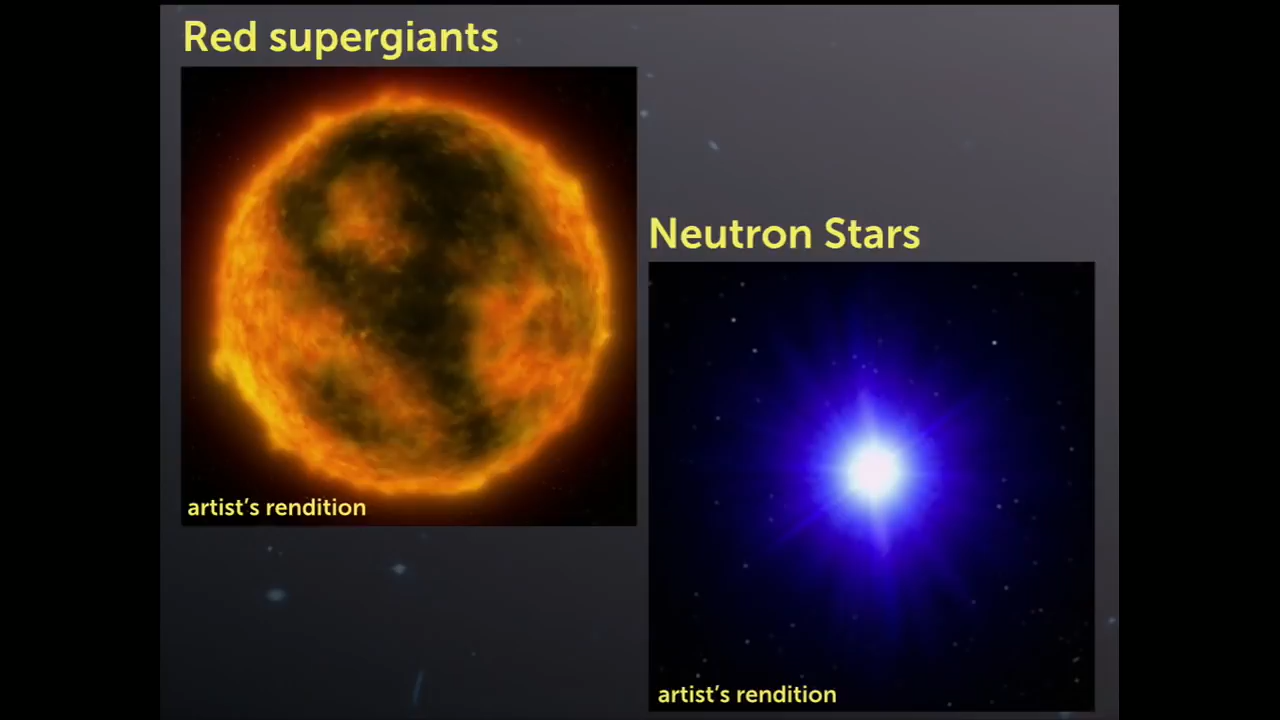 Red supergiants
artist's rendition
Neutron Stars
artist's rendition